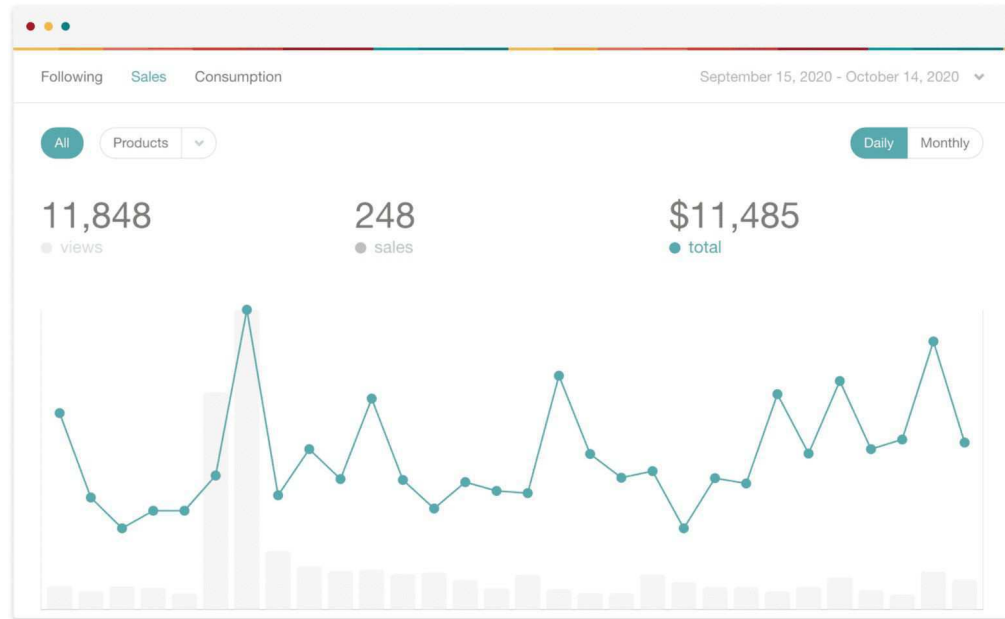 Following Sales Consumption September 15, 2020 - October 14, 2020
All Products Daily Monthly
11,848 248 $11,485
views sales total